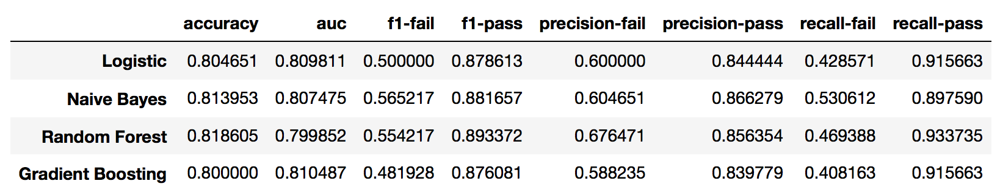 accuracy auc f1-fail f1-pass precision-fail precision-pass recall-fail recall-pass
Logistic 0.804651 0.809811 0.500000 0.878613 0.600000 0.844444 0.428571 0.915663
Naive Bayes 0.813953 0.807475 0.565217 0.881657 0.604651 0.866279 0.530612 0.897590
Random Forest 0.818605 0.799852 0.554217 0.893372 0.676471 0.856354 0.469388 0.933735
Gradient Boosting 0.800000 0.810487 0.481928 0.876081 0.588235 0.839779 0.408163 0.915663